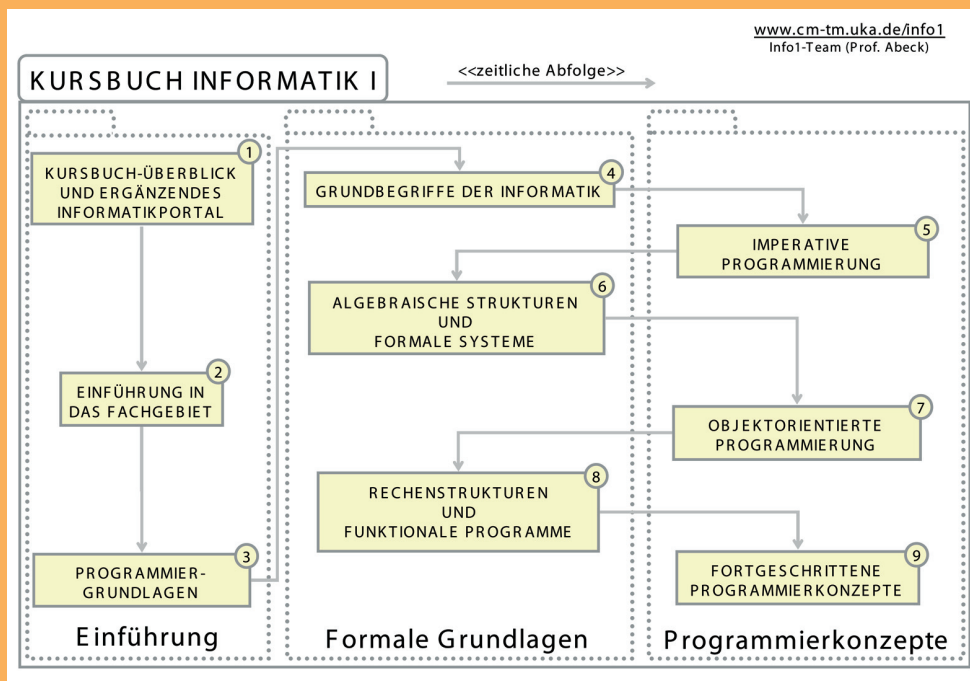 www.cm-tm.uka.de/info1
Info1-Team (Prof. Abeck)
KURSBUCH INFORMATIK I
<<zeitliche Abfolge>>
1
KURSBUCH-ÜBERBLICK
UND ERGÄNZENDES
INFORMATIKPORTAL
2
EINFÜHRUNG IN
DAS FACHGEBIET
3
PROGRAMMIER-
GRUNDLAGEN
Einführung
4
GRUNDBEGRIFFE DER INFORMATIK
6
ALGEBRAISCHE STRUKTUREN
UND
FORMALE SYSTEME
8
RECHENSTRUKTUREN
UND
FUNKTIONALE PROGRAMME
Formale Grundlagen
5
IMPERATIVE
PROGRAMMIERUNG
7
OBJEKTORIENTIERTE
PROGRAMMIERUNG
9
FORTGESCHRITTENE
PROGRAMMIERKONZEPTE
Programmierkonzepte